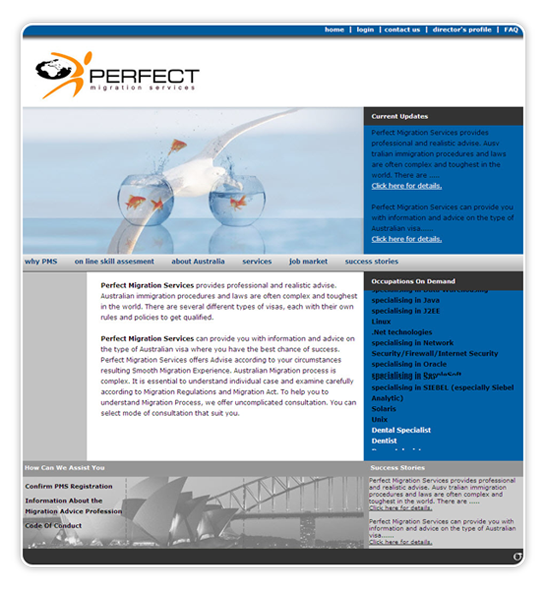 home | login | contact us | director's profile | FAQ
PERFECT
migration services
Current Updates
Perfect Migration Services provides
professional and realistic advise. Ausv
tralian immigration procedures and laws
are often complex and toughest in the
world. There are .....
Click here for details.
Perfect Migration Services can provide you
with information and advice on the type of
Australian visa......
Click here for details.
why PMS on line skill assesment about Australia services job market success stories
Perfect Migration Services provides professional and realistic advise.
Australian immigration procedures and laws are often complex and toughest
in the world. There are several different types of visas, each with their own
rules and policies to get qualified.
Perfect Migration Services can provide you with information and advice on
the type of Australian visa where you have the best chance of success.
Perfect Migration Services offers Advise according to your circumstances
resulting Smooth Migration Experience. Australian Migration process is
complex. It is essential to understand individual case and examine carefully
according to Migration Regulations and Migration Act. To help you to
understand Migration Process, we offer uncomplicated consultation. You can
select mode of consultation that suit you.
Occupations On Demand
specialising in Java
specialising in J2EE
Linux
.Net technologies
specialising in Network
Security/Firewall/Internet Security
specialising in Oracle
specialising in
specialising in SIEBEL (especially Siebel
Analytic)
Solaris
Unix
Dental Specialist
Dentist
How Can We Assist You
Confirm PMS Registration
Information About the
Migration Advice Profession
Code Of Conduct
Success Stories
Perfect Migration Services provides professional
and realistic advise. Ausv tralian immigration
procedures and laws are often complex and
toughest in the world. There are .....
Click here for details.
Perfect Migration Services can provide you with
information and advice on the type of Australian
visa......
Click here for details.